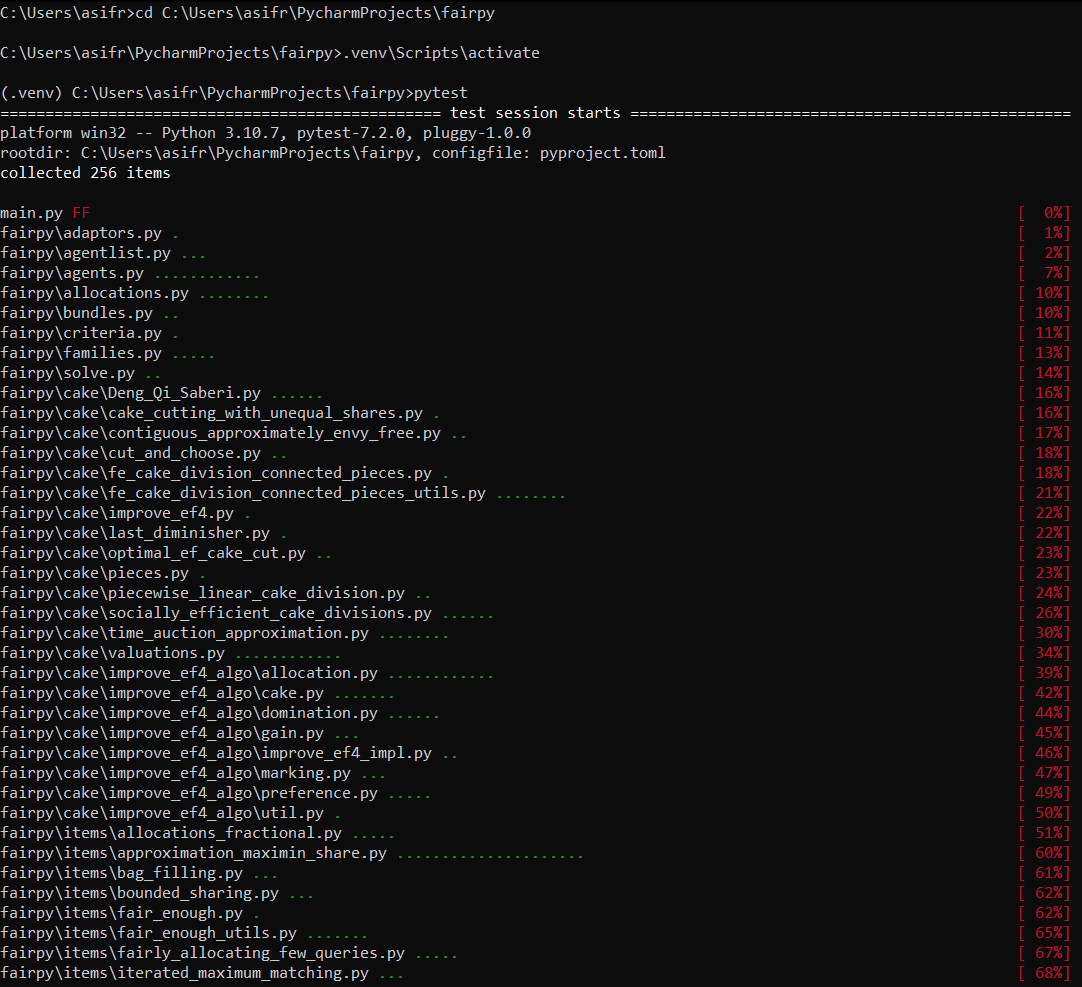 C:\Users\asifr>cd C:\Users\asifr\PycharmProjects\fairpy
C:\Users\asifr\PycharmProjects\fairpy>.venv\Scripts\activate
(.venv) C:\Users\asifr\PycharmProjects\fairpy>pytest
================================================= test session starts =================================================
platform win32 -- Python 3.10.7, pytest-7.2.0, pluggy-1.0.0
rootdir: C:\Users\asifr\PycharmProjects\fairpy, configfile: pyproject.toml
collected 256 items
main.py FF [  0%]
fairpy\adaptors.py . [  1%]
fairpy\agentlist.py ... [  2%]
fairpy\agents.py ............ [  7%]
fairpy\allocations.py ........ [ 10%]
fairpy\bundles.py .. [ 10%]
fairpy\criteria.py . [ 11%]
fairpy\families.py ..... [ 13%]
fairpy\solve.py .. [ 14%]
fairpy\cake\Deng_Qi_Saberi.py ...... [ 16%]
fairpy\cake\cake_cutting_with_unequal_shares.py . [ 16%]
fairpy\cake\contiguous_approximately_envy_free.py .. [ 17%]
fairpy\cake\cut_and_choose.py .. [ 18%]
fairpy\cake\fe_cake_division_connected_pieces.py . [ 18%]
fairpy\cake\fe_cake_division_connected_pieces_utils.py ........ [ 21%]
fairpy\cake\improve_ef4.py . [ 22%]
fairpy\cake\last_diminisher.py . [ 22%]
fairpy\cake\optimal_ef_cake_cut.py .. [ 23%]
fairpy\cake\pieces.py . [ 23%]
fairpy\cake\piecewise_linear_cake_division.py .. [ 24%]
fairpy\cake\socially_efficient_cake_divisions.py ...... [ 26%]
fairpy\cake\time_auction_approximation.py ........ [ 30%]
fairpy\cake\valuations.py ............ [ 34%]
fairpy\cake\improve_ef4_algo\allocation.py ............ [ 39%]
fairpy\cake\improve_ef4_algo\cake.py ....... [ 42%]
fairpy\cake\improve_ef4_algo\domination.py ...... [ 44%]
fairpy\cake\improve_ef4_algo\gain.py ... [ 45%]
fairpy\cake\improve_ef4_algo\improve_ef4_impl.py .. [ 46%]
fairpy\cake\improve_ef4_algo\marking.py ... [ 47%]
fairpy\cake\improve_ef4_algo\preference.py ..... [ 49%]
fairpy\cake\improve_ef4_algo\util.py . [ 50%]
fairpy\items\allocations_fractional.py ..... [ 51%]
fairpy\items\approximation_maximin_share.py ..................... [ 60%]
fairpy\items\bag_filling.py ... [ 61%]
fairpy\items\bounded_sharing.py ... [ 62%]
fairpy\items\fair_enough.py . [ 62%]
fairpy\items\fair_enough_utils.py ....... [ 65%]
fairpy\items\fairly_allocating_few_queries.py ..... [ 67%]
fairpy\items\iterated_maximum_matching.py ... [ 68%]